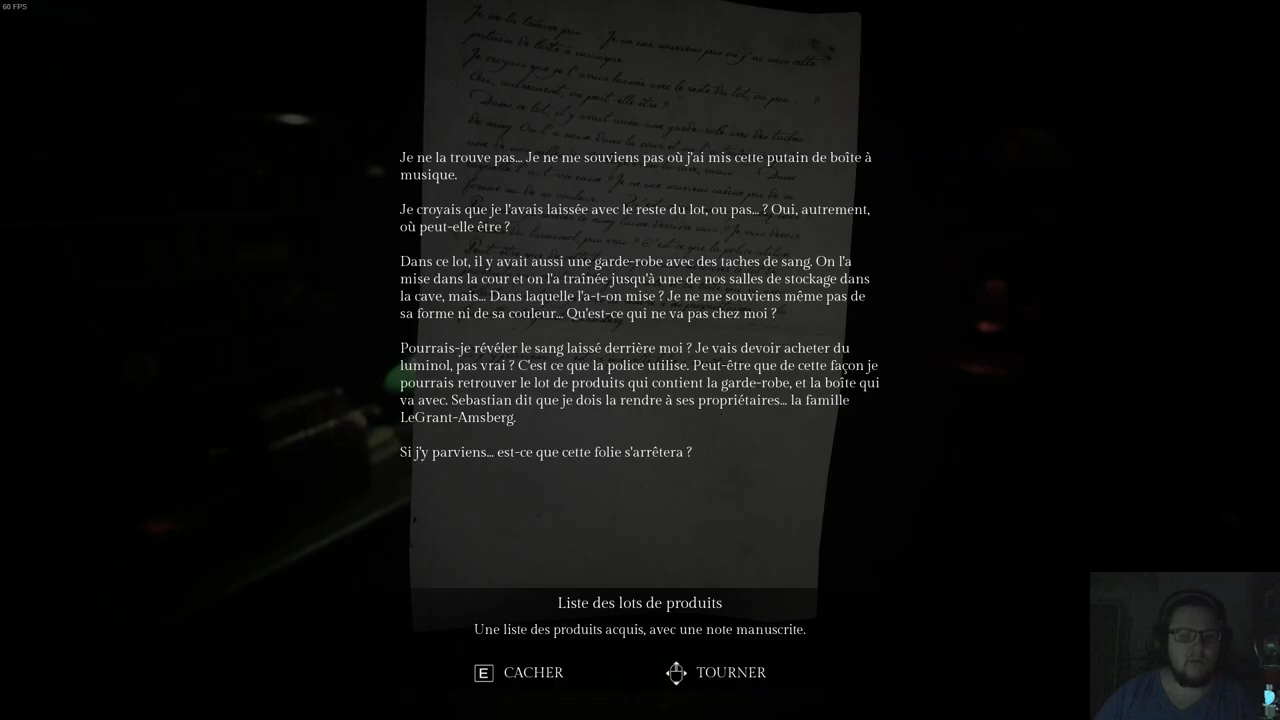 60 FPS
Je ne la trouve pas... Je ne me souviens pas où j'ai mis cette putain de boîte à
musique.
Je croyais que je l'avais laissée avec le reste du lot, ou pas... ? Oui, autrement,
où peut-elle être ?
Dans ce lot, il y avait aussi une garde-robe avec des taches de sang. On l'a
mise dans la cour et on l'a traînée jusqu'à une de nos salles de stockage dans
la cave, mais... Dans laquelle l'a-t-on mise ? Je ne me souviens même pas de
sa forme ni de sa couleur... Qu'est-ce qui ne va pas chez moi ?
Pourrais-je révéler le sang laissé derrière moi ? Je vais devoir acheter du
luminol, pas vrai ? C'est ce que la police utilise. Peut-être que de cette façon je
pourrais retrouver le lot de produits qui contient la garde-robe, et la boîte qui
va avec. Sebastian dit que je dois la rendre à ses propriétaires... la famille
LeGrant-Amsberg.
Si j'y parviens... est-ce que cette folie s'arrêtera ?
Liste des lots de produits
Une liste des produits acquis, avec une note manuscrite.
E CACHER
TOURNER